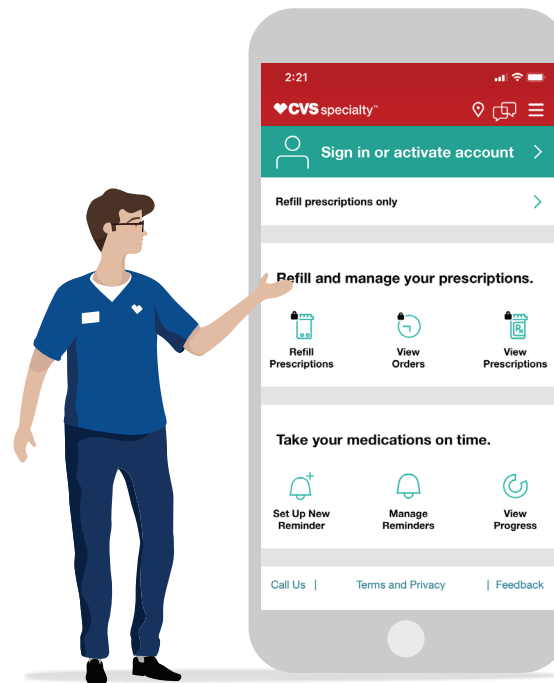 2:21
CVS specialty™
Sign in or activate account
Refill prescriptions only
Refill and manage your prescriptions.
Refill Prescriptions
View Orders
View Prescriptions
Take your medications on time.
Set Up New Reminder
Manage Reminders
View Progress
Call Us | Terms and Privacy | Feedback